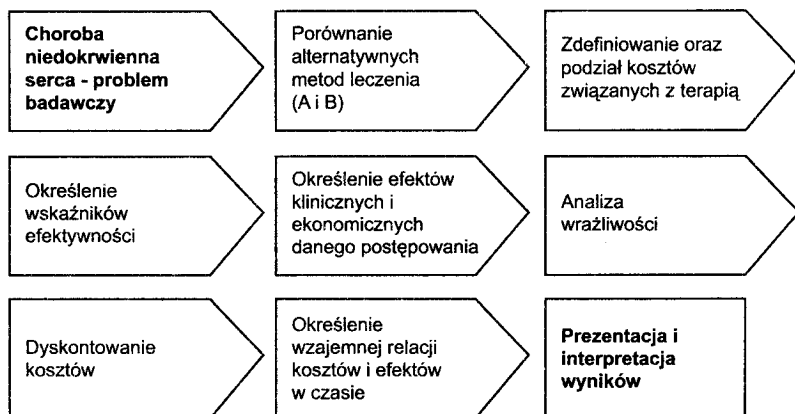 Choroba
niedokrwienna
serca - problem
badawczy
Porównanie
alternatywnych
metod leczenia
(A i B)
Zdefiniowanie oraz
podział kosztów
związanych z terapią
Określenie
wskaźników
efektywności
Określenie efektów
klinicznych i
ekonomicznych
danego postępowania
Analiza
wrażliwości
Dyskontowanie
kosztów
Określenie
wzajemnej relacji
kosztów i efektów
w czasie
Prezentacja i
interpretacja
wyników